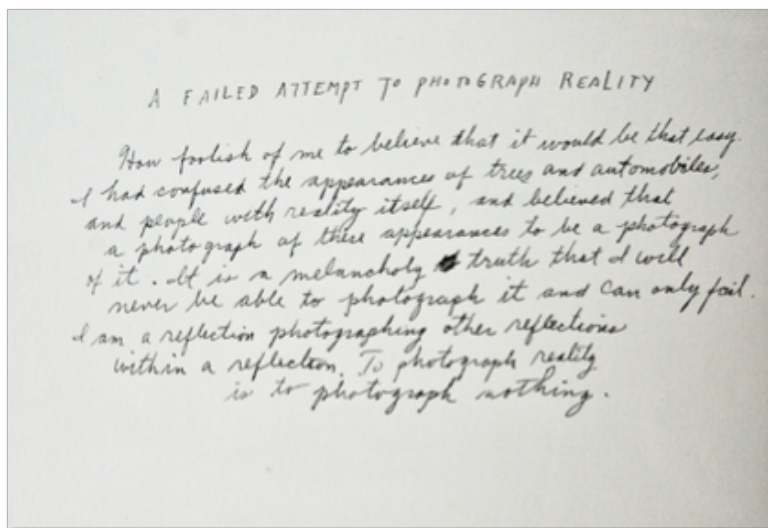 A FAILED ATTEMPT TO PHOTOGRAPH REALITY
How foolish of me to believe that it would be that easy.
I had confused the appearances of trees and automobiles,
and people with reality itself, and believed that
a photograph of these appearances to be a photograph
of it. It is a melancholy truth that I will
never be able to photograph it and can only fail.
I am a reflection photographing other reflections
within a reflection. To photograph reality
is to photograph nothing.